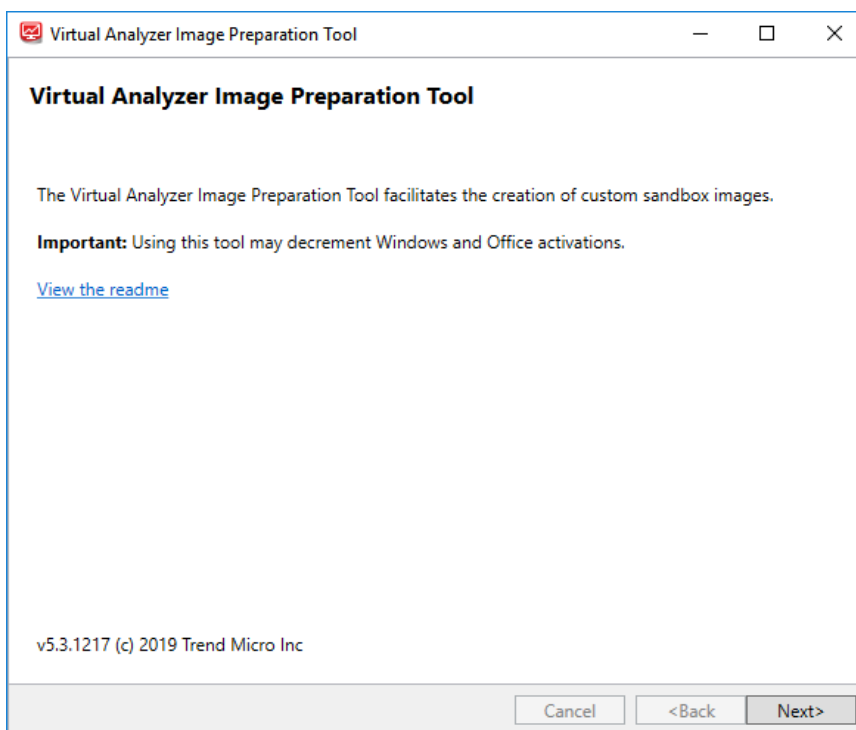 Virtual Analyzer Image Preparation Tool
Virtual Analyzer Image Preparation Tool
The Virtual Analyzer Image Preparation Tool facilitates the creation of custom sandbox images.
Important: Using this tool may decrement Windows and Office activations.
View the readme
v5.3.1217 (c) 2019 Trend Micro Inc
Cancel <Back Next>